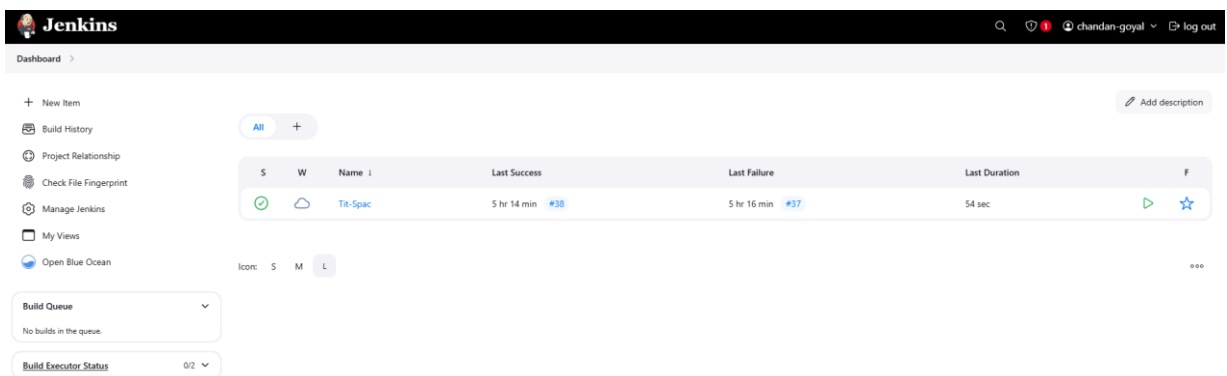 Jenkins
1
chandan-goyal
log out
Dashboard
New Item
Build History
Project Relationship
Check File Fingerprint
Manage Jenkins
My Views
Open Blue Ocean
Build Queue
No builds in the queue.
Build Executor Status 0/2
Add description
All +
S W Name ↓ Last Success Last Failure Last Duration F
Tit-Spac 5 hr 14 min #38 5 hr 16 min #37 54 sec
Icon: S M L